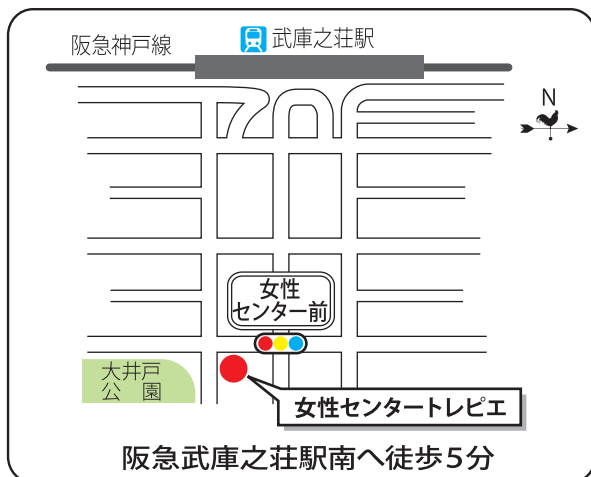 阪急神戸線
武庫之荘駅
N
女性
センター前
大井戸
公　園
女性センタートレピエ
阪急武庫之荘駅南へ徒歩5分